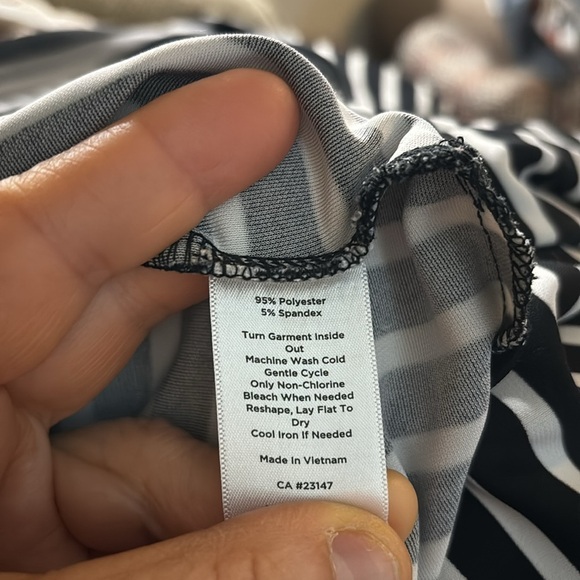 95% Polyester
5% Spandex
Turn Garment Inside
Out
Machine Wash Cold
Gentle Cycle
Only Non-Chlorine
Bleach When Needed
Reshape, Lay Flat To
Dry
Cool Iron If Needed
Made In Vietnam
CA #23147